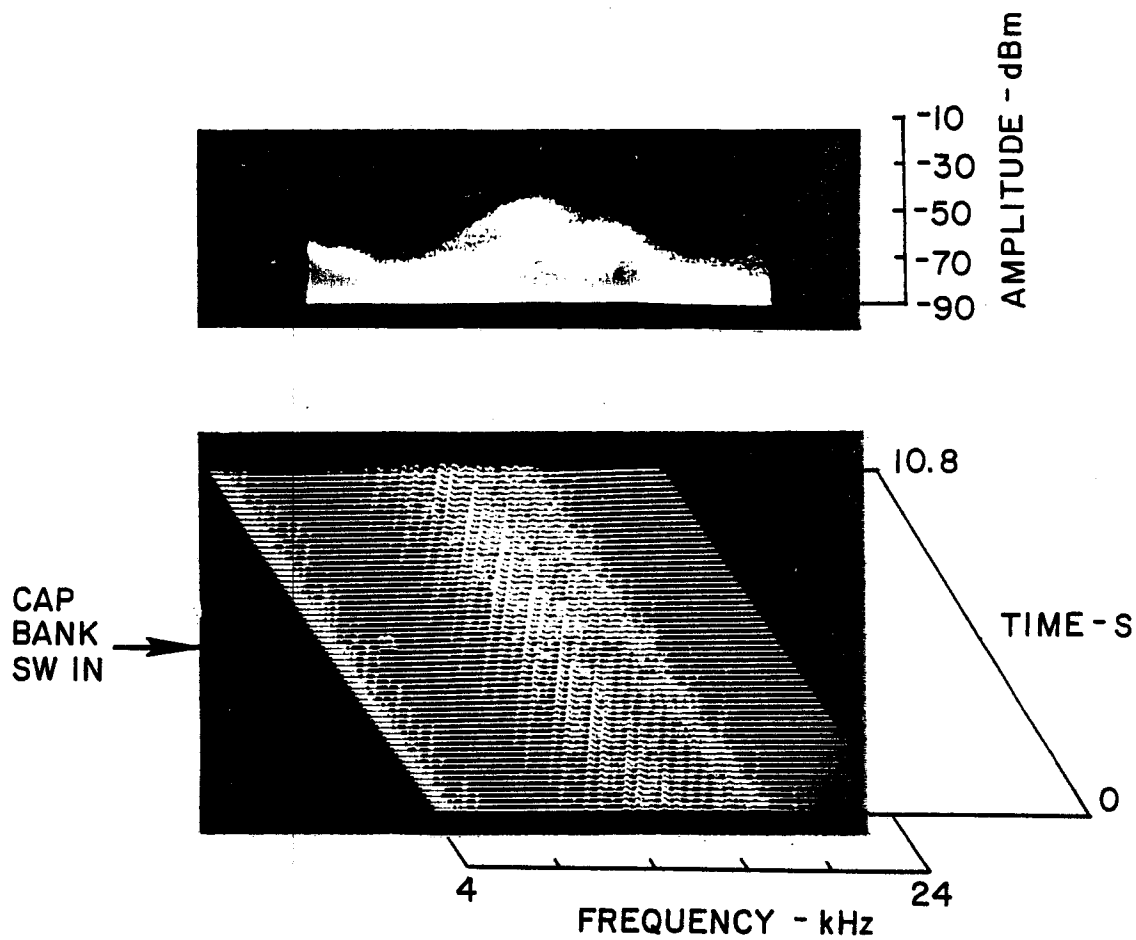 -10
-30
-50
-70
-90
AMPLITUDE - dBm
10.8
CAP
BANK
SW IN
TIME - S
0
4
24
FREQUENCY - kHz